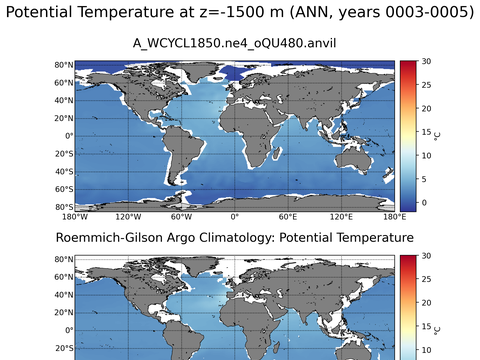 Potential Temperature at z=-1500 m (ANN, years 0003-0005)
A_WCYCL1850.ne4_oQU480.anvil
80°N
60°N
40°N
20°N
0°
20°S
40°S
60°S
80°S
180°W 120°W 60°W 0° 60°E 120°E 180°E
30
25
20
15
10
5
0
°C
Roemmich-Gilson Argo Climatology: Potential Temperature
80°N
60°N
40°N
20°N
0°
20°S
30
25
20
15
10
°C